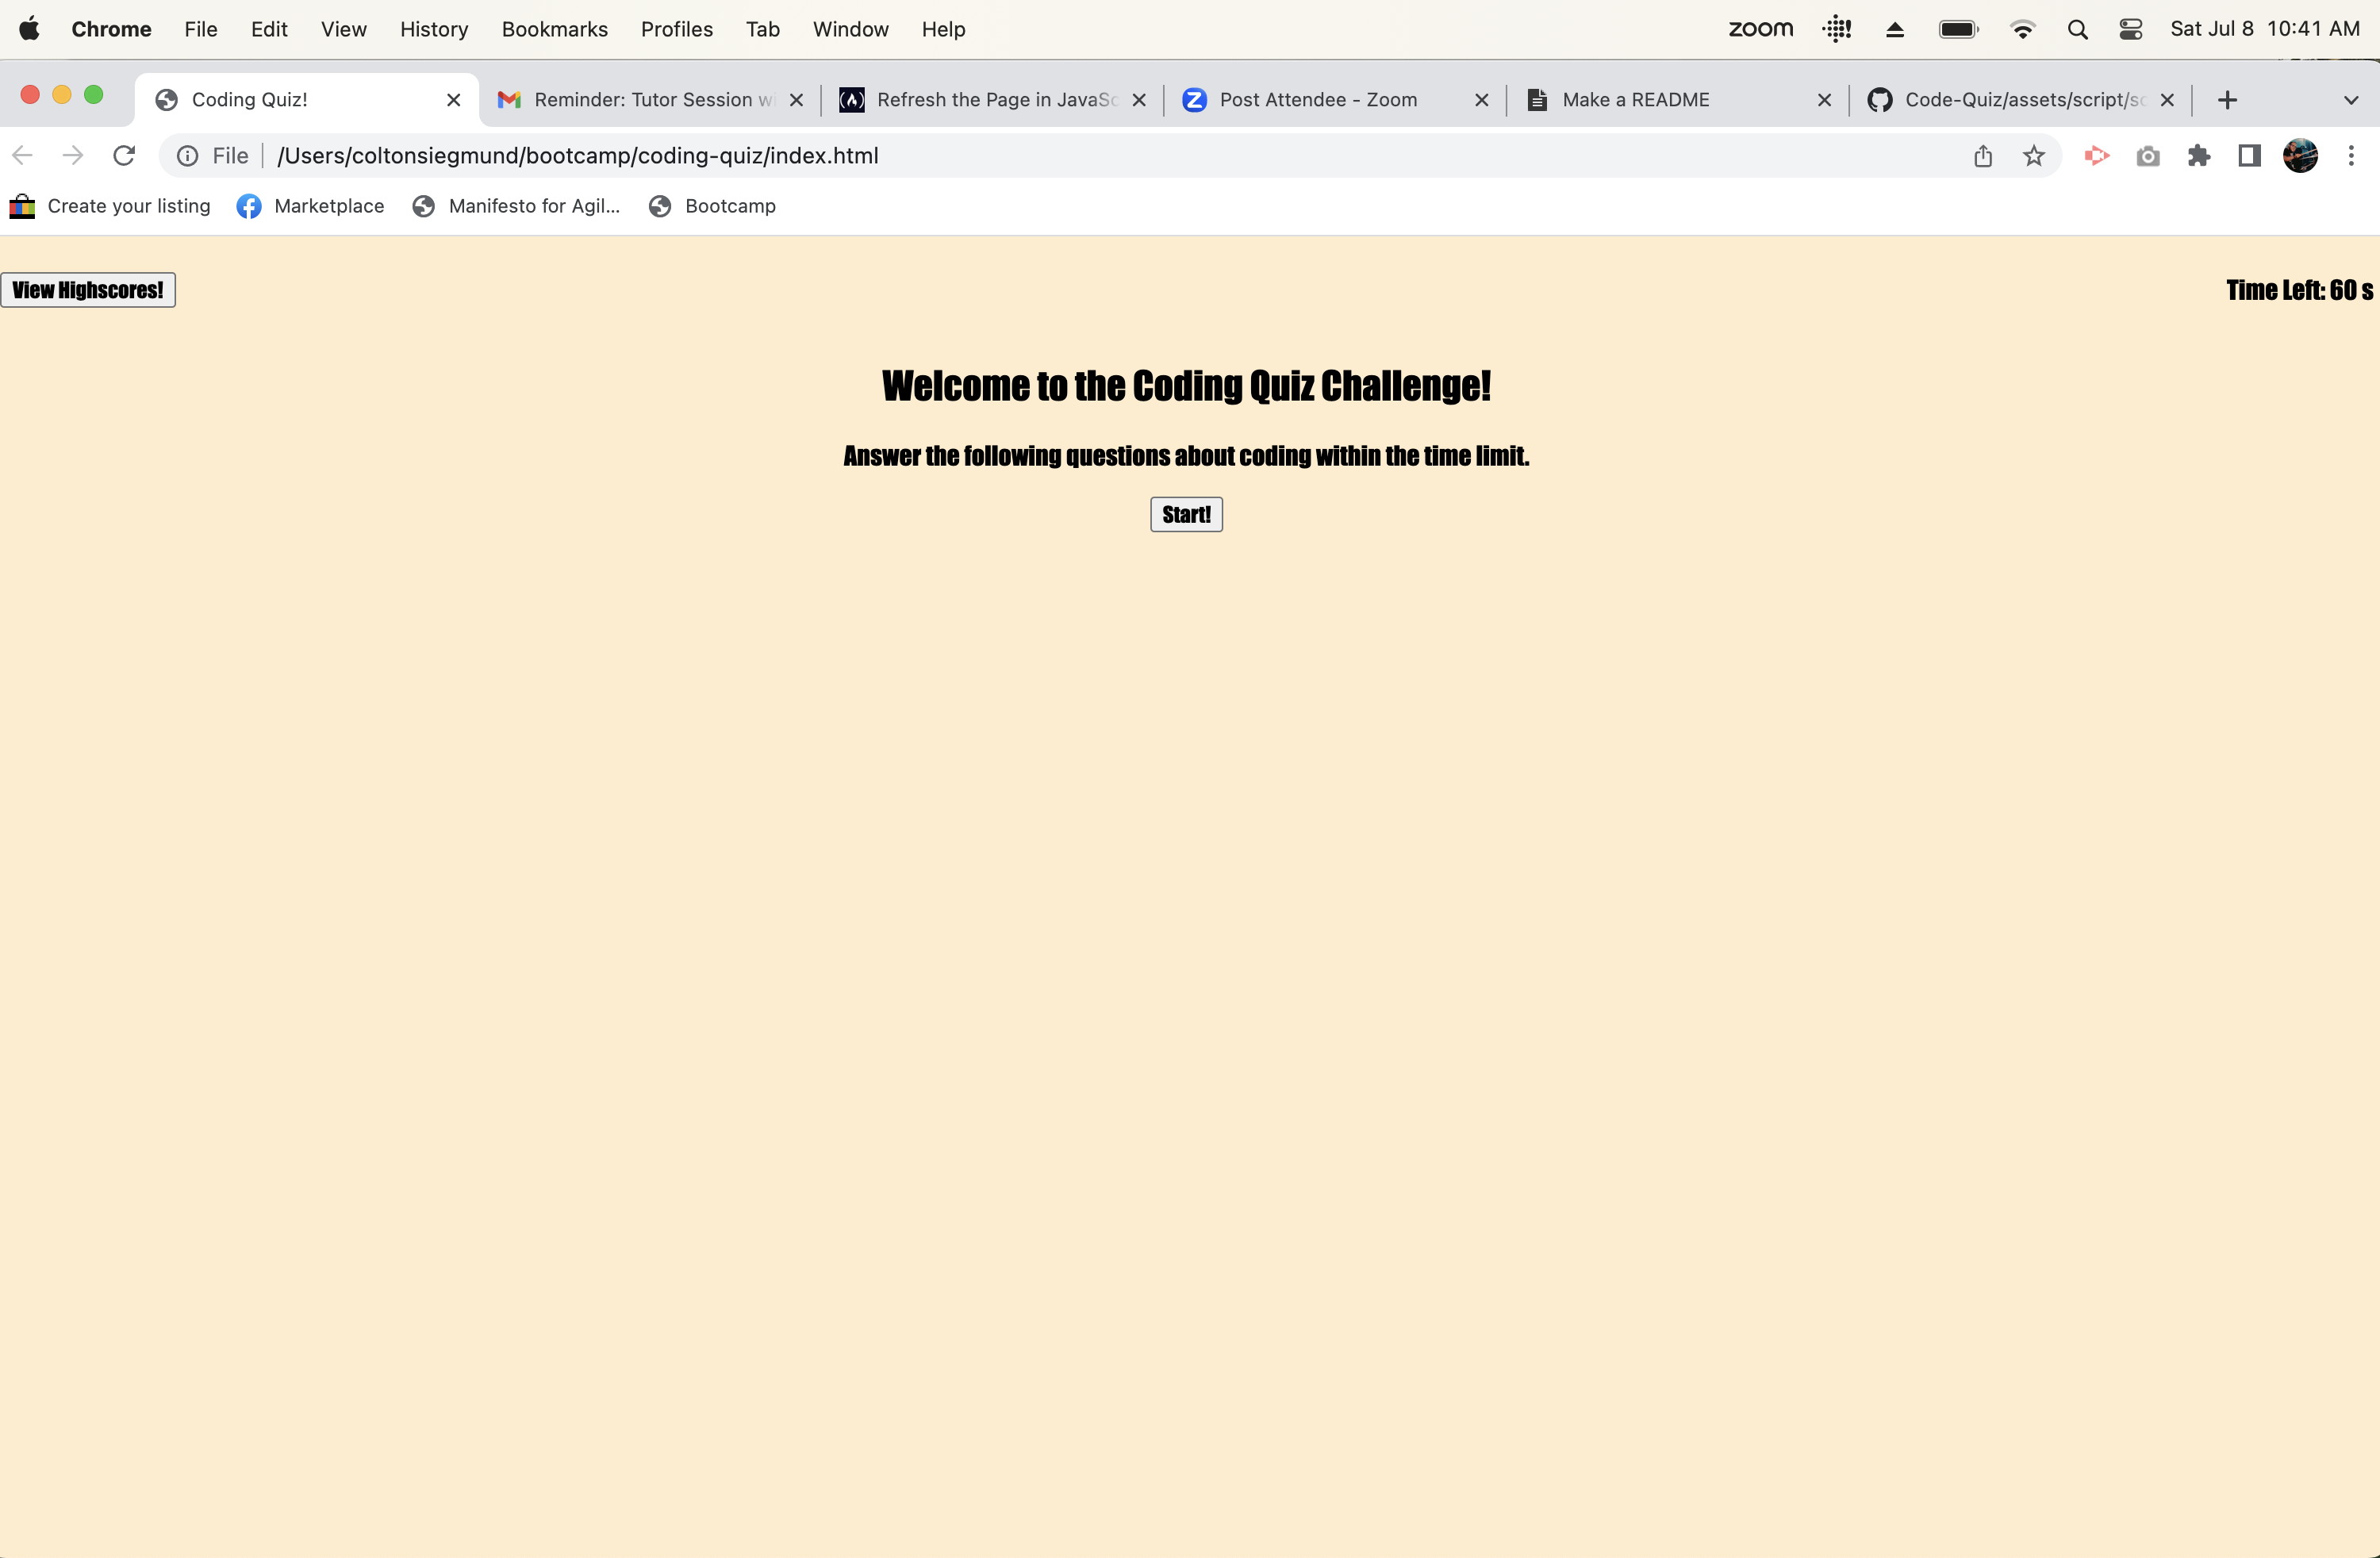 Chrome File Edit View History Bookmarks Profiles Tab Window Help zoom Sat Jul 8 10:41 AM
Coding Quiz! Reminder: Tutor Session wi Refresh the Page in JavaSc Post Attendee - Zoom Make a README Code-Quiz/assets/script/sc
File /Users/coltonsiegmund/bootcamp/coding-quiz/index.html
Create your listing Marketplace Manifesto for Agil... Bootcamp
View Highscores! Time Left: 60 s
Welcome to the Coding Quiz Challenge!
Answer the following questions about coding within the time limit.
Start!